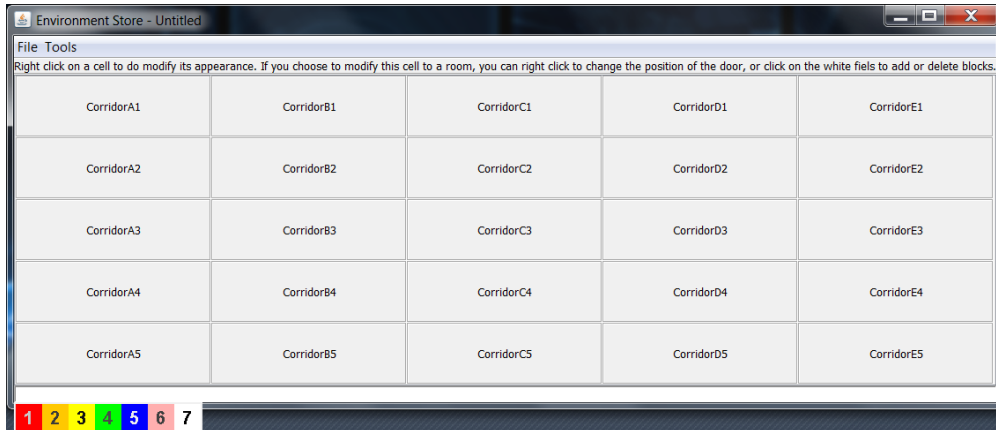 Environment Store - Untitled
File Tools
Right click on a cell to do modify its appearance. If you choose to modify this cell to a room, you can right click to change the position of the door, or click on the white fiels to add or delete blocks.
CorridorA1 CorridorB1 CorridorC1 CorridorD1 CorridorE1
CorridorA2 CorridorB2 CorridorC2 CorridorD2 CorridorE2
CorridorA3 CorridorB3 CorridorC3 CorridorD3 CorridorE3
CorridorA4 CorridorB4 CorridorC4 CorridorD4 CorridorE4
CorridorA5 CorridorB5 CorridorC5 CorridorD5 CorridorE5
1 2 3 4 5 6 7